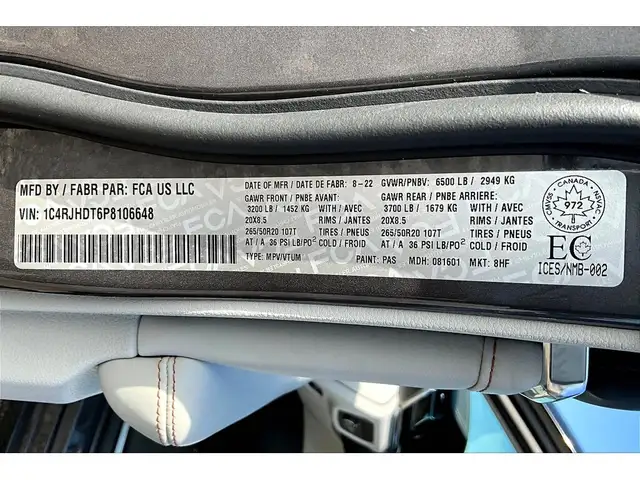 MFD BY / FABR PAR: FCA US LLC
VIN: 1C4RJHDT6P8106648
DATE OF MFR / DATE DE FABR: 8-22
GVWR/PNBV: 6500 LB / 2949 KG
GAWR FRONT / PNBE AVANT:
GAWR REAR / PNBE ARRIERE:
3200 LB / 1452 KG WITH / AVEC
3700 LB / 1679 KG WITH / AVEC
20X8.5 RIMS / JANTES
20X8.5 RIMS / JANTES
265/50R20 107T TIRES / PNEUS
265/50R20 107T TIRES / PNEUS
AT / A 36 PSI LB/PO² COLD / FROID
AT / A 36 PSI LB/PO² COLD / FROID
TYPE: MPV/VTUM PAINT: PAS MDH: 081601 MKT: 8HF
CANADA
NSVAC
972
8
TRANSPORT
CMVSS
EC
ICES/NMB-002